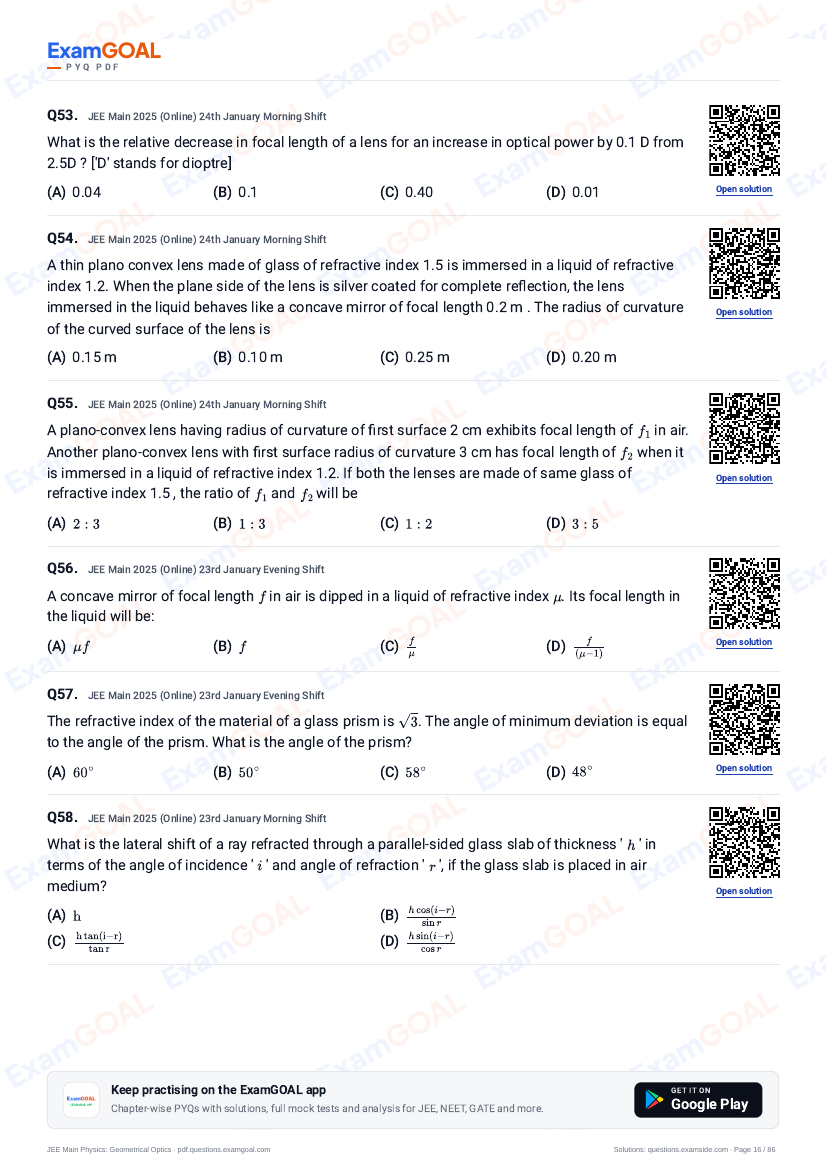 ExamGOAL
PYQ PDF
Q53. JEE Main 2025 (Online) 24th January Morning Shift
What is the relative decrease in focal length of a lens for an increase in optical power by 0.1 D from
2.5D ? ['D' stands for dioptre]
(A) 0.04 (B) 0.1 (C) 0.40 (D) 0.01
Open solution
Q54. JEE Main 2025 (Online) 24th January Morning Shift
A thin plano convex lens made of glass of refractive index 1.5 is immersed in a liquid of refractive
index 1.2. When the plane side of the lens is silver coated for complete reflection, the lens
immersed in the liquid behaves like a concave mirror of focal length 0.2 m . The radius of curvature
of the curved surface of the lens is
(A) 0.15 m (B) 0.10 m (C) 0.25 m (D) 0.20 m
Open solution
Q55. JEE Main 2025 (Online) 24th January Morning Shift
A plano-convex lens having radius of curvature of first surface 2 cm exhibits focal length of f₁ in air.
Another plano-convex lens with first surface radius of curvature 3 cm has focal length of f₂ when it
is immersed in a liquid of refractive index 1.2. If both the lenses are made of same glass of
refractive index 1.5 , the ratio of f₁ and f₂ will be
(A) 2 : 3 (B) 1 : 3 (C) 1 : 2 (D) 3 : 5
Open solution
Q56. JEE Main 2025 (Online) 23rd January Evening Shift
A concave mirror of focal length f in air is dipped in a liquid of refractive index μ. Its focal length in
the liquid will be:
(A) μf (B) f (C) f/μ (D) f/(μ−1)
Open solution
Q57. JEE Main 2025 (Online) 23rd January Evening Shift
The refractive index of the material of a glass prism is √3. The angle of minimum deviation is equal
to the angle of the prism. What is the angle of the prism?
(A) 60° (B) 50° (C) 58° (D) 48°
Open solution
Q58. JEE Main 2025 (Online) 23rd January Morning Shift
What is the lateral shift of a ray refracted through a parallel-sided glass slab of thickness ' h ' in
terms of the angle of incidence ' i ' and angle of refraction ' r ', if the glass slab is placed in air
medium?
(A) h (B) h cos(i−r)/sin r
(C) h tan(i−r)/tan r (D) h sin(i−r)/cos r
Open solution
Keep practising on the ExamGOAL app
Chapter-wise PYQs with solutions, full mock tests and analysis for JEE, NEET, GATE and more.
GET IT ON
Google Play
JEE Main Physics: Geometrical Optics · pdf.questions.examgoal.com
Solutions: questions.examside.com · Page 16 / 86